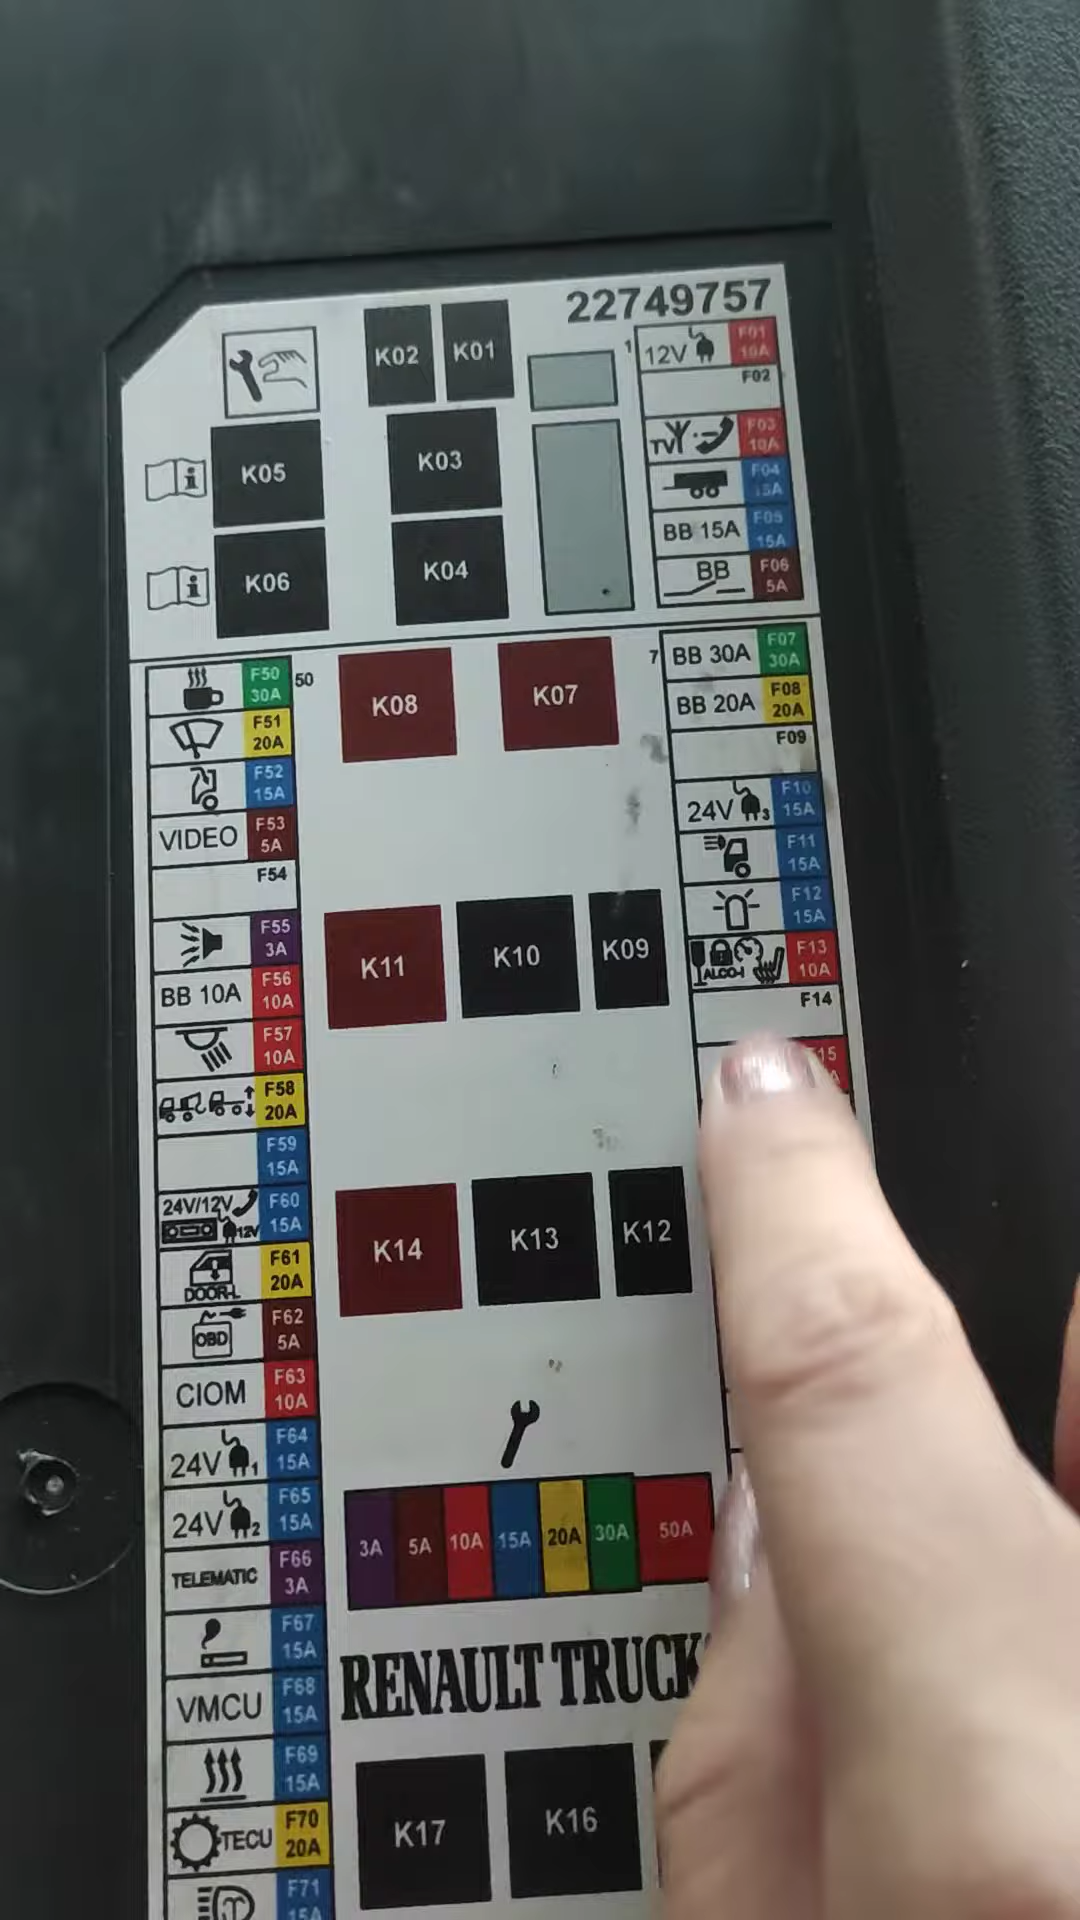 22749757
K02
K01
K05
K03
K06
K04
1
12V F01 10A
F02
TV F03 10A
F04 15A
BB 15A F05 15A
BB F06 5A
7
BB 30A F07 30A
BB 20A F08 20A
F09
24V 3 F10 15A
F11 15A
F12 15A
ALCO-I F13 10A
F14
F15
50
F50 30A
F51 20A
F52 15A
VIDEO F53 5A
F54
F55 3A
BB 10A F56 10A
F57 10A
F58 20A
F59 15A
24V/12V F60
12V 15A
DOOR-L F61 20A
OBD F62 5A
CIOM F63 10A
24V 1 F64 15A
24V 2 F65 15A
TELEMATIC F66 3A
F67 15A
VMCU F68 15A
F69 15A
TECU F70 20A
F71 15A
K08
K07
K11
K10
K09
K14
K13
K12
3A 5A 10A 15A 20A 30A 50A
RENAULT TRUCK
K17
K16